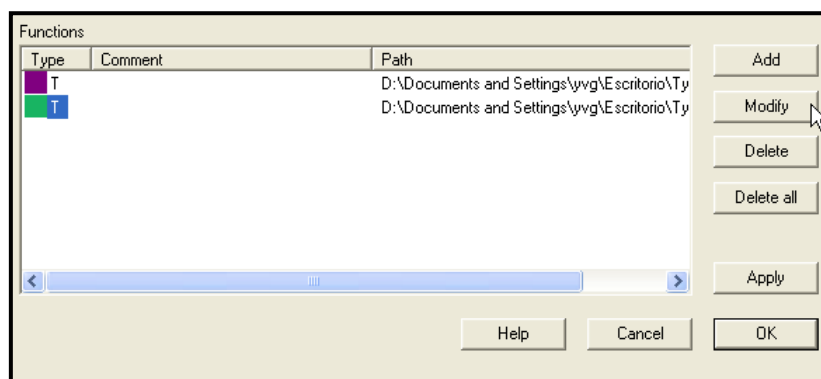 Functions
Type Comment Path Add
T D:\Documents and Settings\yvg\Escritorio\Ty
T D:\Documents and Settings\yvg\Escritorio\Ty Modify
Delete
Delete all
Apply
Help Cancel OK